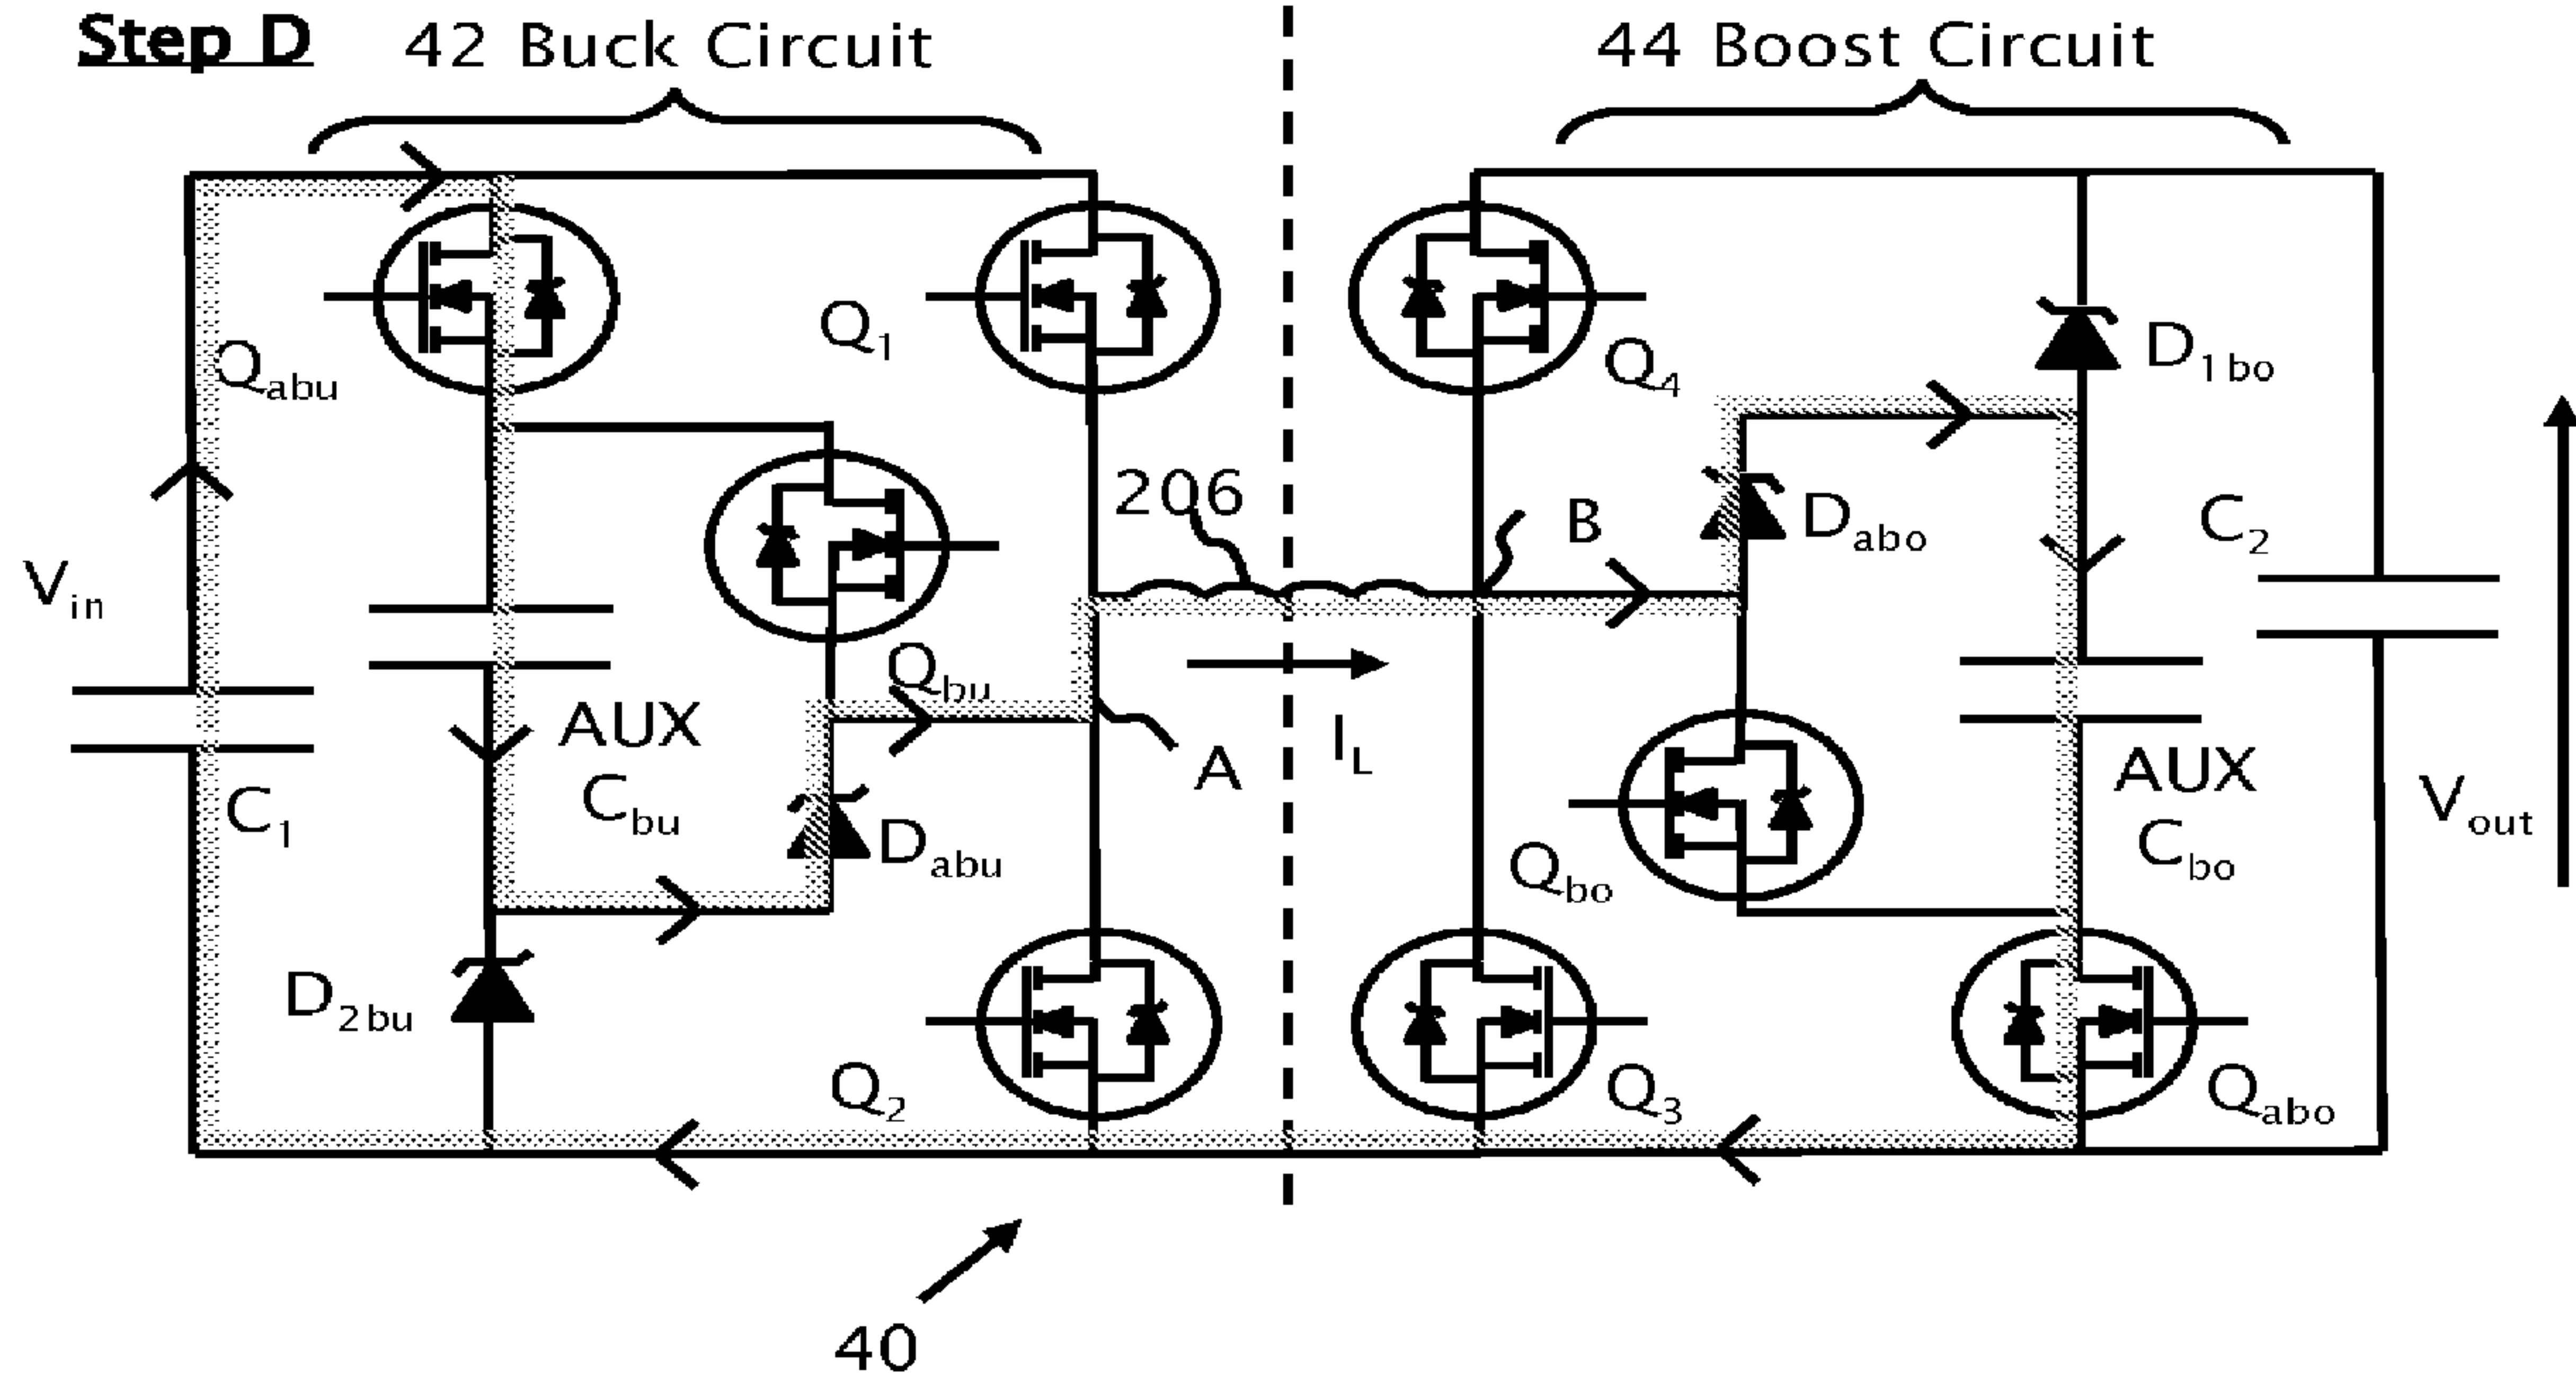 Step D
42 Buck Circuit
44 Boost Circuit
Qabu
Q1
Q4
D1bo
206
B
Dabo
C2
Vin
Qbu
AUX
Cbu
A
IL
AUX
Cbo
Vout
C1
Dabu
Qbo
D2bu
Q2
Q3
Qabo
40